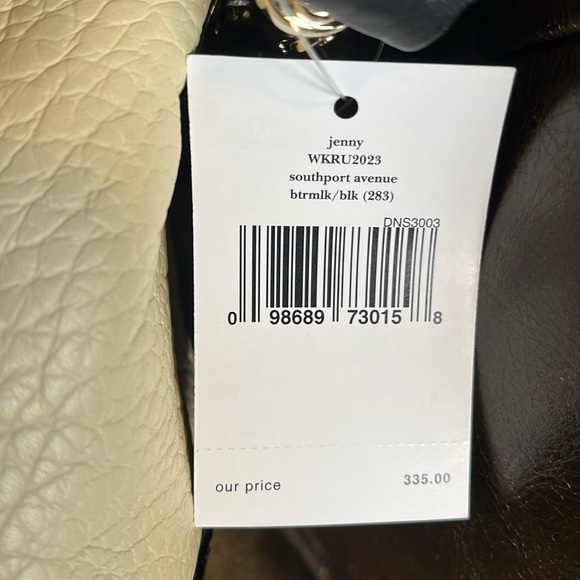 jenny
WKRU2023
southport avenue
btrmlk/blk (283)
DNS3003
0 98689 73015 8
our price 335.00